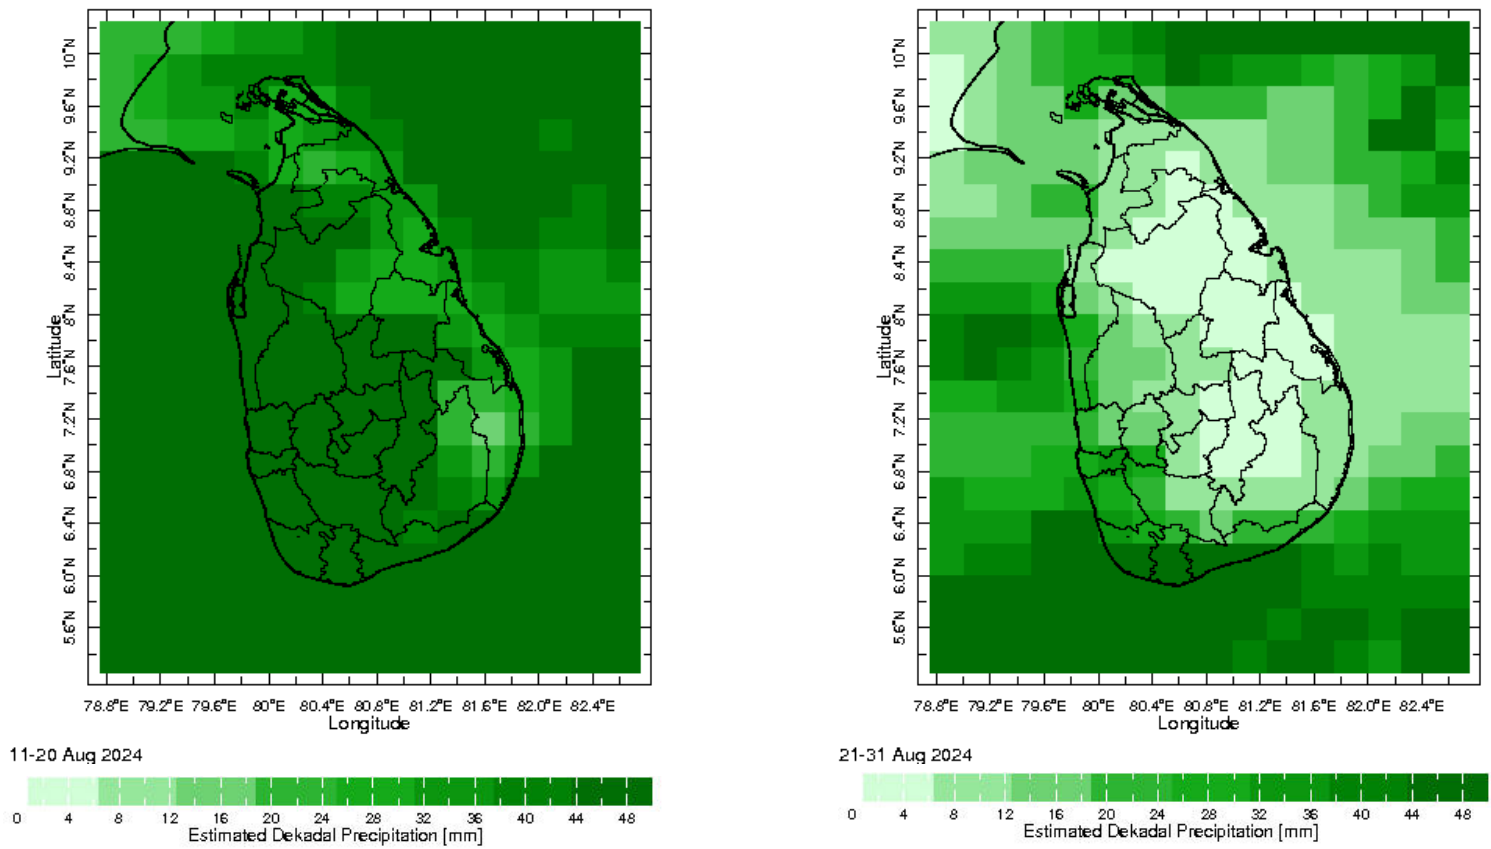 10°N
9.6°N
9.2°N
8.8°N
8.4°N
8°N
7.6°N
7.2°N
6.8°N
6.4°N
6.0°N
5.6°N
Latitude
78.8°E 79.2°E 79.6°E 80°E 80.4°E 80.8°E 81.2°E 81.6°E 82.0°E 82.4°E
Longitude
11-20 Aug 2024
0 4 8 12 16 20 24 28 32 36 40 44 48
Estimated Dekadal Precipitation [mm]
10°N
9.6°N
9.2°N
8.8°N
8.4°N
8°N
7.6°N
7.2°N
6.8°N
6.4°N
6.0°N
5.6°N
Latitude
78.8°E 79.2°E 79.6°E 80°E 80.4°E 80.8°E 81.2°E 81.6°E 82.0°E 82.4°E
Longitude
21-31 Aug 2024
0 4 8 12 16 20 24 28 32 36 40 44 48
Estimated Dekadal Precipitation [mm]